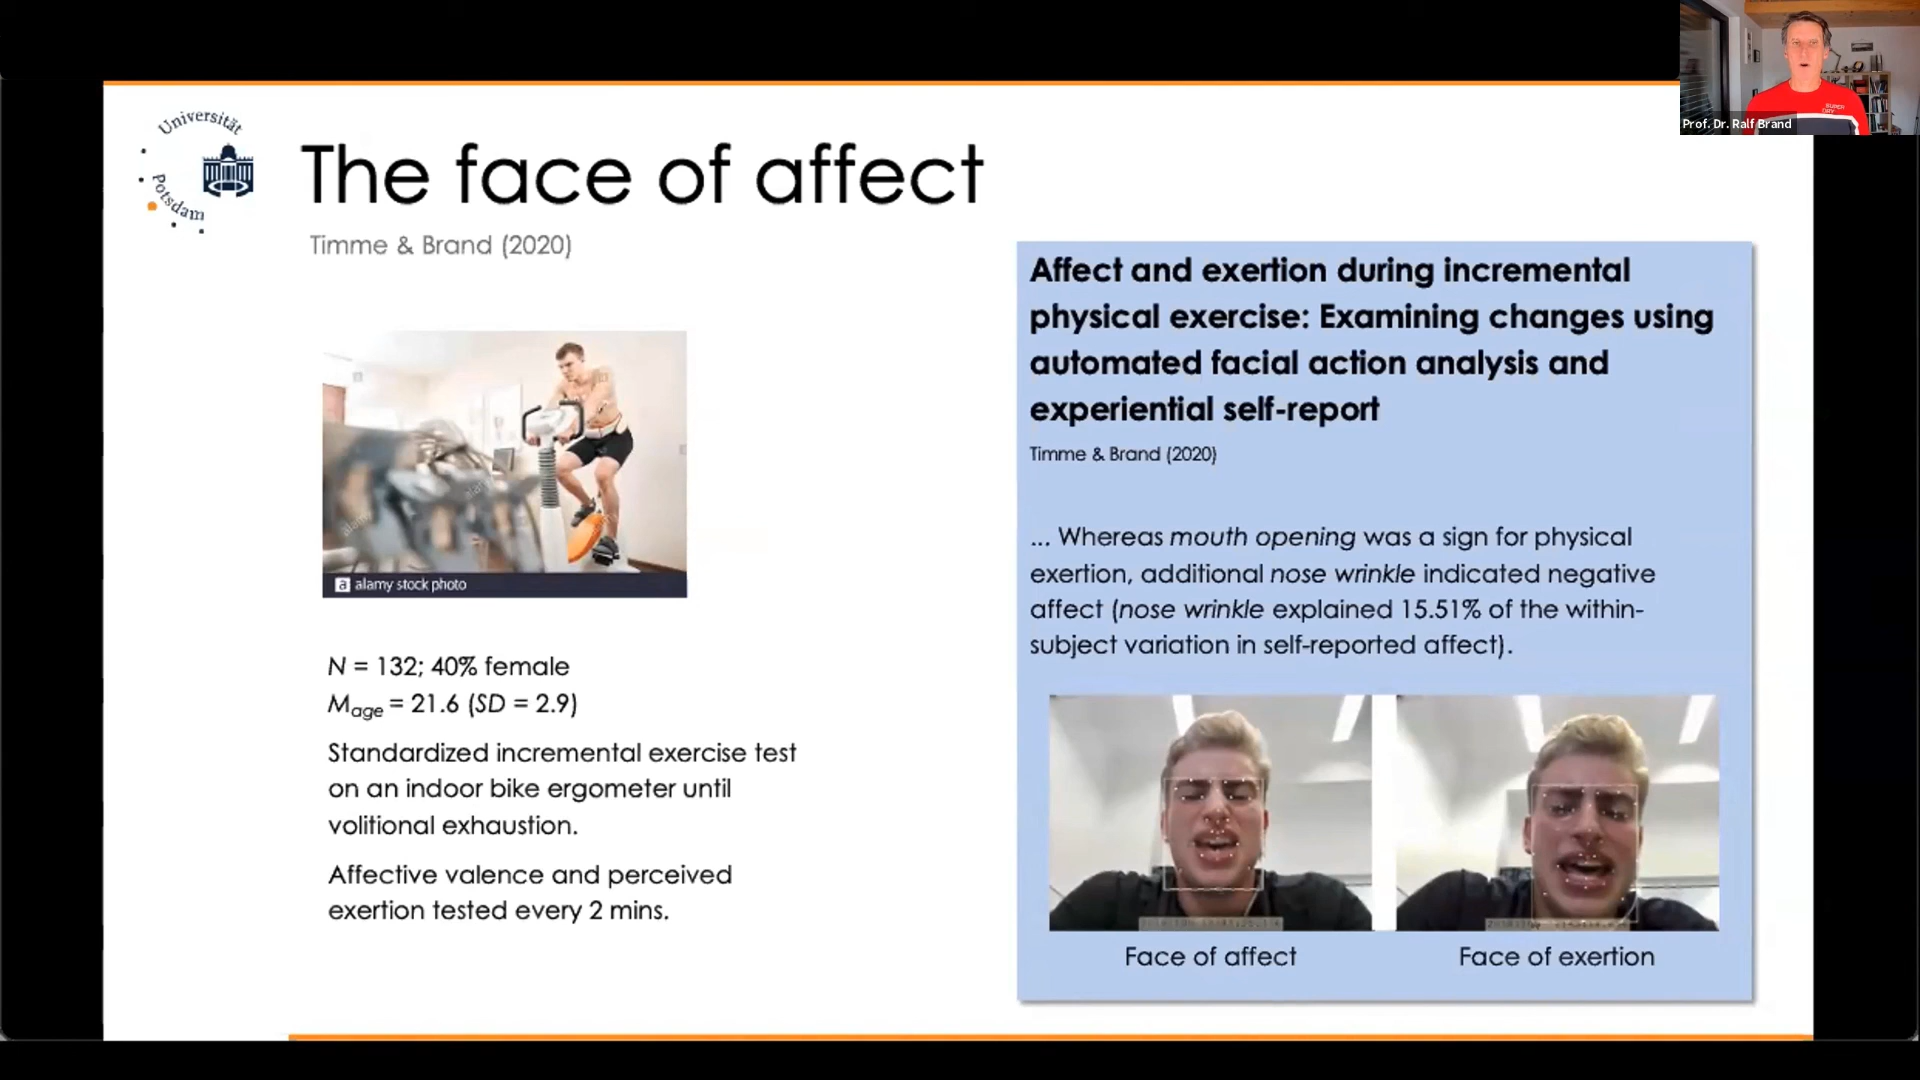 Prof. Dr. Ralf Brand
SUPER
DRY
Universität
Potsdam
The face of affect
Timme & Brand (2020)
a alamy stock photo
N = 132; 40% female
Mage = 21.6 (SD = 2.9)
Standardized incremental exercise test
on an indoor bike ergometer until
volitional exhaustion.
Affective valence and perceived
exertion tested every 2 mins.
Affect and exertion during incremental
physical exercise: Examining changes using
automated facial action analysis and
experiential self-report
Timme & Brand (2020)
... Whereas mouth opening was a sign for physical
exertion, additional nose wrinkle indicated negative
affect (nose wrinkle explained 15.51% of the within-
subject variation in self-reported affect).
Face of affect
Face of exertion